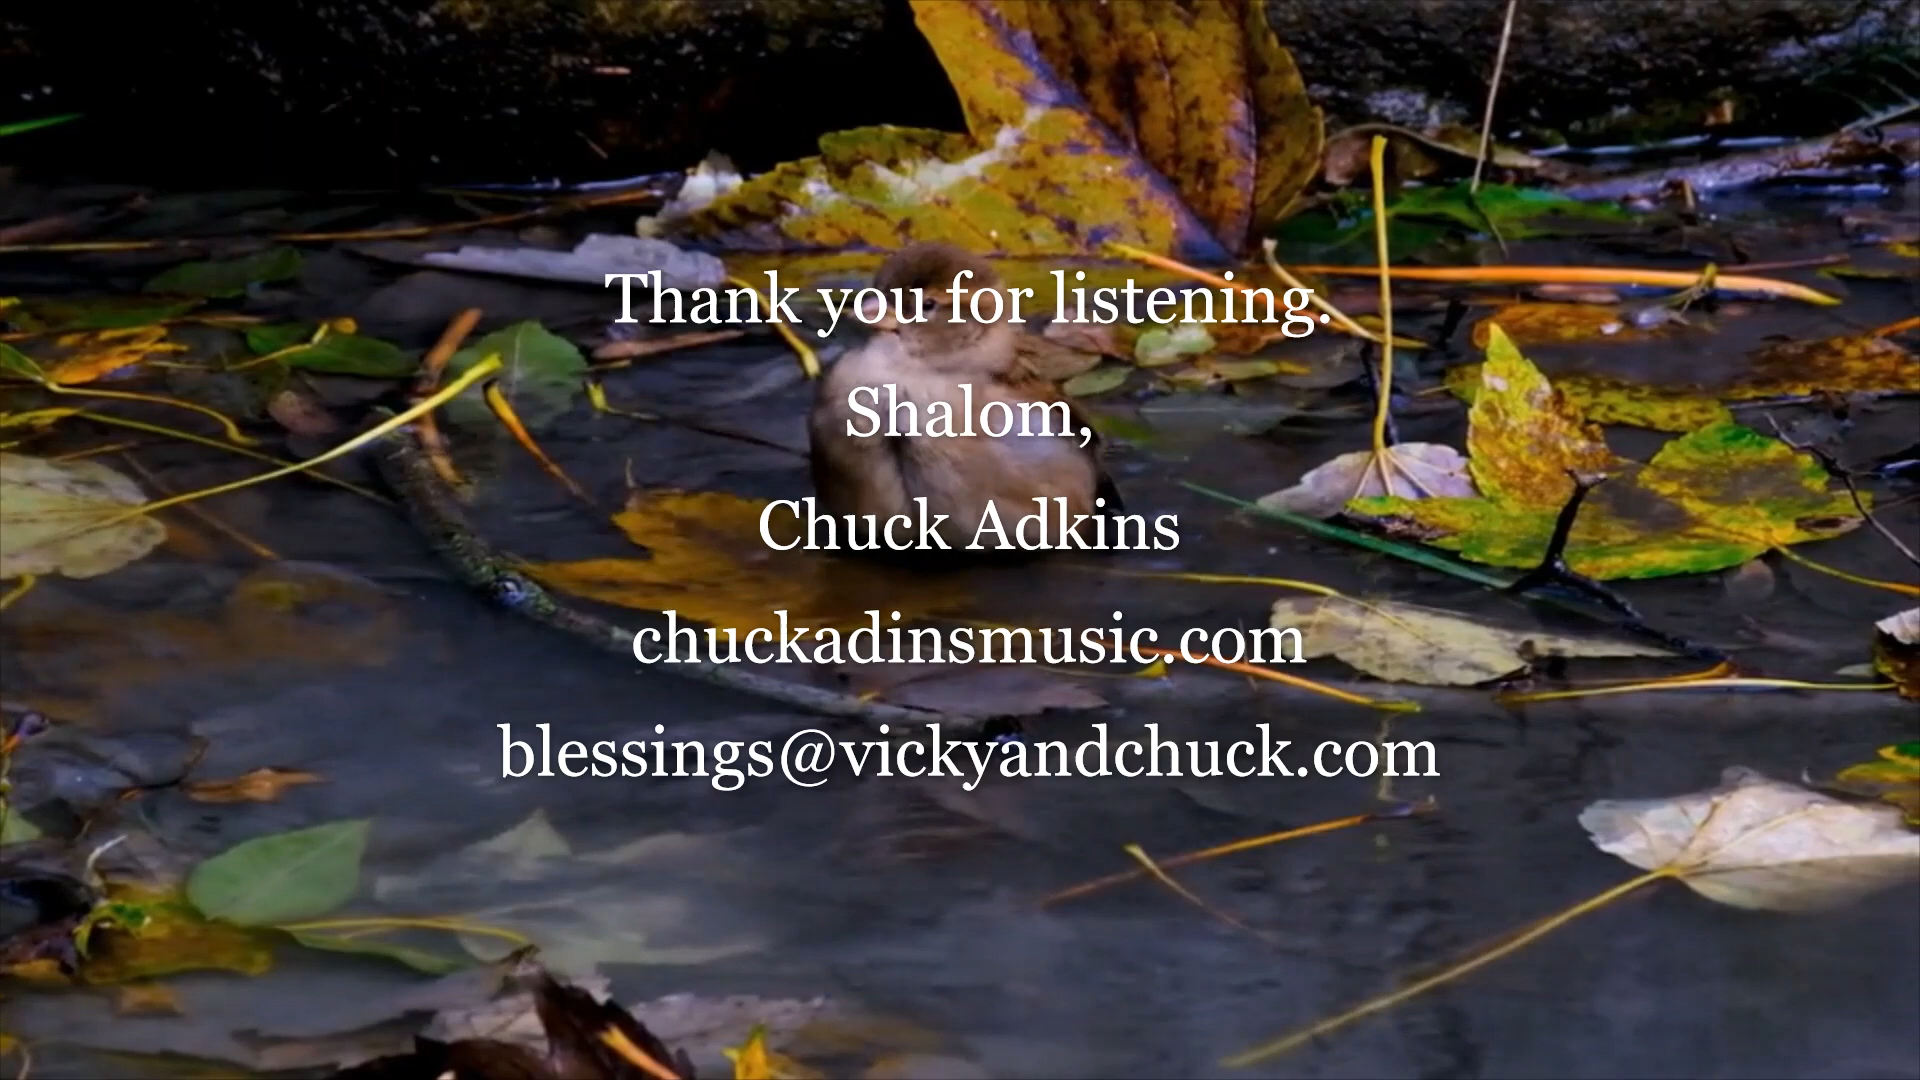 Thank you for listening.
Shalom,
Chuck Adkins
chuckadinsmusic.com
blessings@vickyandchuck.com